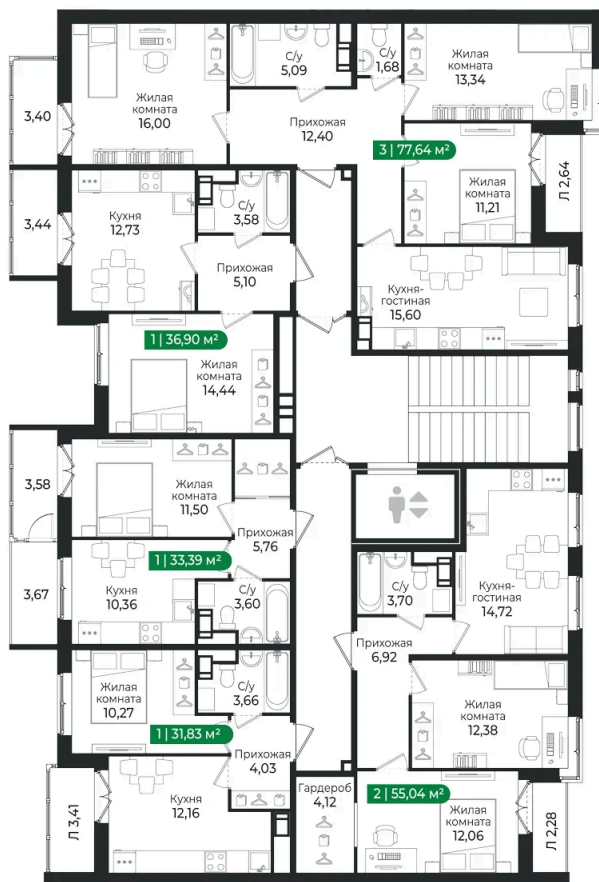 С/у
5,09
С/у
1,68
Жилая
комната
13,34
Жилая
комната
16,00
3,40
Прихожая
12,40
3 | 77,64 м²
Л 2,64
Жилая
комната
11,21
3,44
Кухня
12,73
С/у
3,58
Прихожая
5,10
Кухня-
гостиная
15,60
1 | 36,90 м²
Жилая
комната
14,44
3,58
Жилая
комната
11,50
Прихожая
5,76
1 | 33,39 м²
3,67
Кухня
10,36
С/у
3,60
С/у
3,70
Кухня-
гостиная
14,72
Прихожая
6,92
Жилая
комната
10,27
С/у
3,66
Жилая
комната
12,38
1 | 31,83 м²
Прихожая
4,03
Л 3,41
Кухня
12,16
Гардероб
4,12
2 | 55,04 м²
Жилая
комната
12,06
Л 2,28